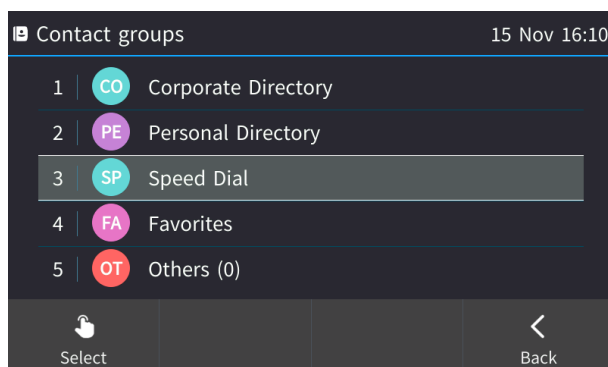 Contact groups 15 Nov 16:10
1 CO Corporate Directory
2 PE Personal Directory
3 SP Speed Dial
4 FA Favorites
5 OT Others (0)
Select Back